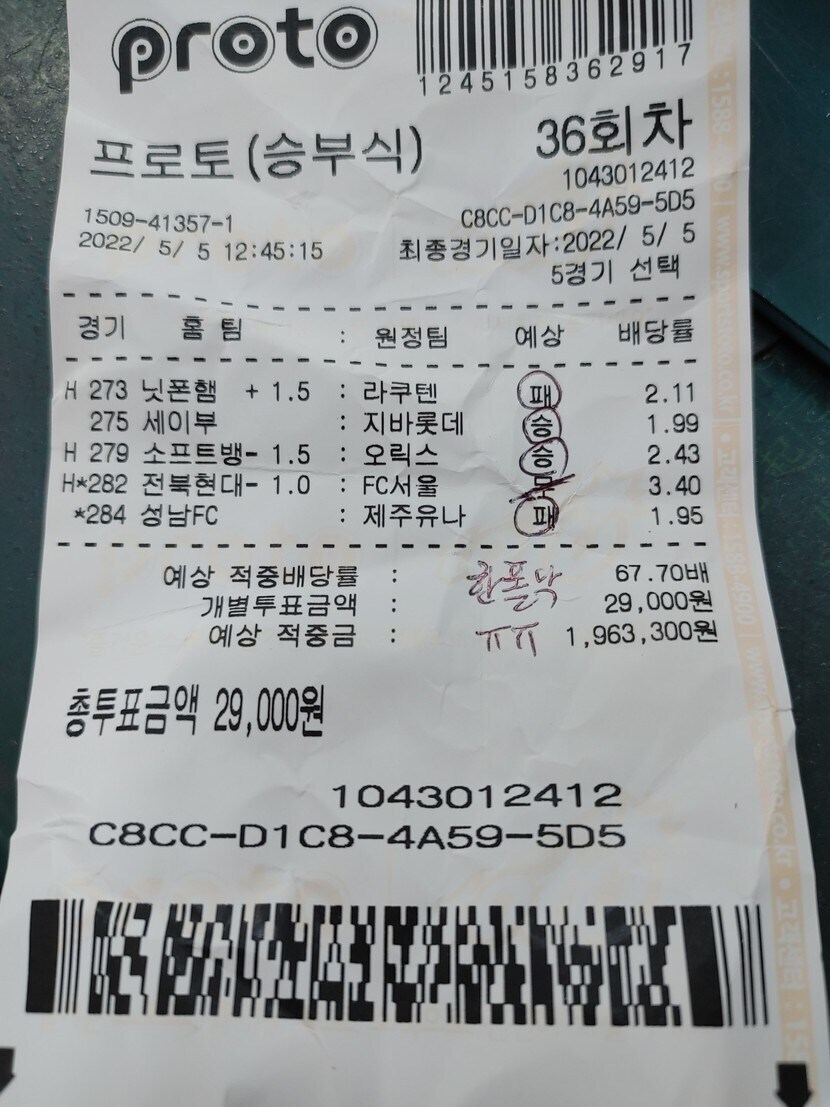 proto
1245158362917
프로토(승부식) 36회차
1043012412
1509-41357-1 C8CC-D1C8-4A59-5D5
2022/ 5/ 5 12:45:15 최종경기일자:2022/ 5/ 5
5경기 선택
경기 홈 팀 : 원정팀 예상 배당률
H 273 닛폰햄 + 1.5 : 라쿠텐 패 2.11
275 세이부 : 지바롯데 승 1.99
H 279 소프트뱅- 1.5 : 오릭스 승 2.43
H*282 전북현대- 1.0 : FC서울 무 3.40
*284 성남FC : 제주유나 패 1.95
예상 적중배당률 : 한폴낙 67.70배
개별투표금액 : 29,000원
예상 적중금 : ㅠㅠ 1,963,300원
총투표금액 29,000원
1043012412
C8CC-D1C8-4A59-5D5